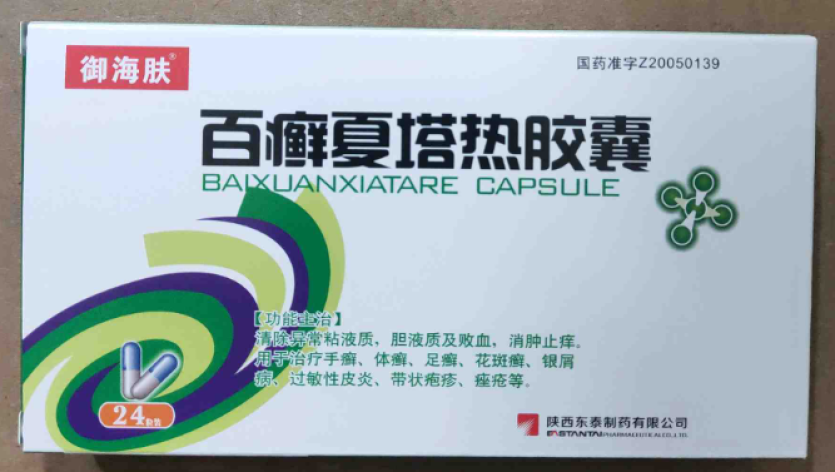 御海肤®
国药准字Z20050139
百癣夏塔热胶囊
BAIXUANXIATARE CAPSULE
【功能主治】
清除异常粘液质，胆液质及败血，消肿止痒。
用于治疗手癣、体癣、足癣、花斑癣、银屑
病、过敏性皮炎、带状疱疹、痤疮等。
24粒装
陕西东泰制药有限公司
EASTANTAI PHARMACEUTICAL CO.,LTD.